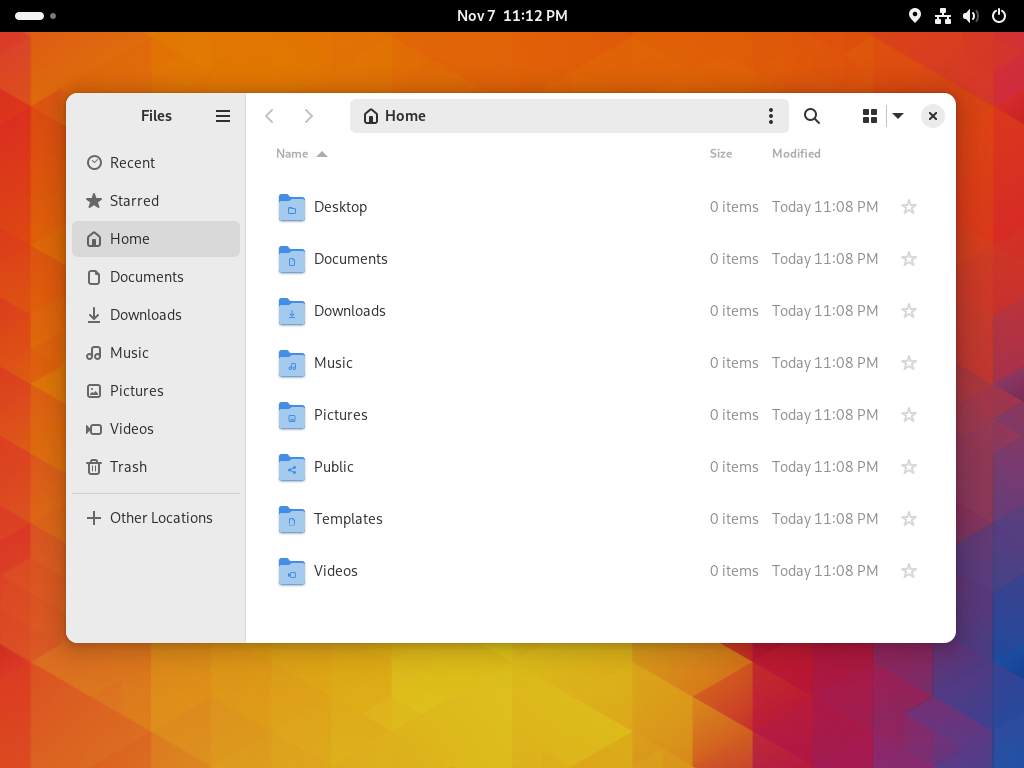 Nov 7 11:12 PM
Files
Home
Recent
Starred
Home
Documents
Downloads
Music
Pictures
Videos
Trash
Other Locations
Name Size Modified
Desktop 0 items Today 11:08 PM
Documents 0 items Today 11:08 PM
Downloads 0 items Today 11:08 PM
Music 0 items Today 11:08 PM
Pictures 0 items Today 11:08 PM
Public 0 items Today 11:08 PM
Templates 0 items Today 11:08 PM
Videos 0 items Today 11:08 PM